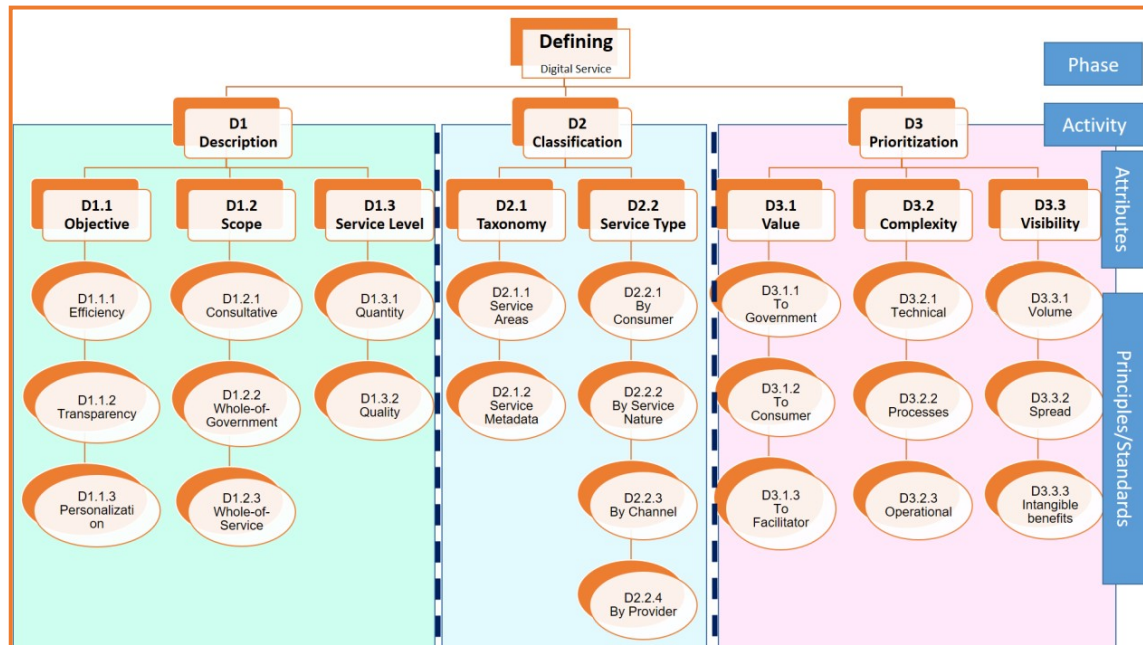 Defining
Digital Service
Phase
D1
Description
D2
Classification
D3
Prioritization
Activity
D1.1
Objective
D1.2
Scope
D1.3
Service Level
D2.1
Taxonomy
D2.2
Service Type
D3.1
Value
D3.2
Complexity
D3.3
Visibility
Attributes
D1.1.1
Efficiency
D1.2.1
Consultative
D1.3.1
Quantity
D2.1.1
Service
Areas
D2.2.1
By
Consumer
D3.1.1
To
Government
D3.2.1
Technical
D3.3.1
Volume
D1.1.2
Transparency
D1.2.2
Whole-of-
Government
D1.3.2
Quality
D2.1.2
Service
Metadata
D2.2.2
By Service
Nature
D3.1.2
To
Consumer
D3.2.2
Processes
D3.3.2
Spread
Principles/Standards
D1.1.3
Personalizati
on
D1.2.3
Whole-of-
Service
D2.2.3
By Channel
D3.1.3
To
Facilitator
D3.2.3
Operational
D3.3.3
Intangible
benefits
D2.2.4
By Provider